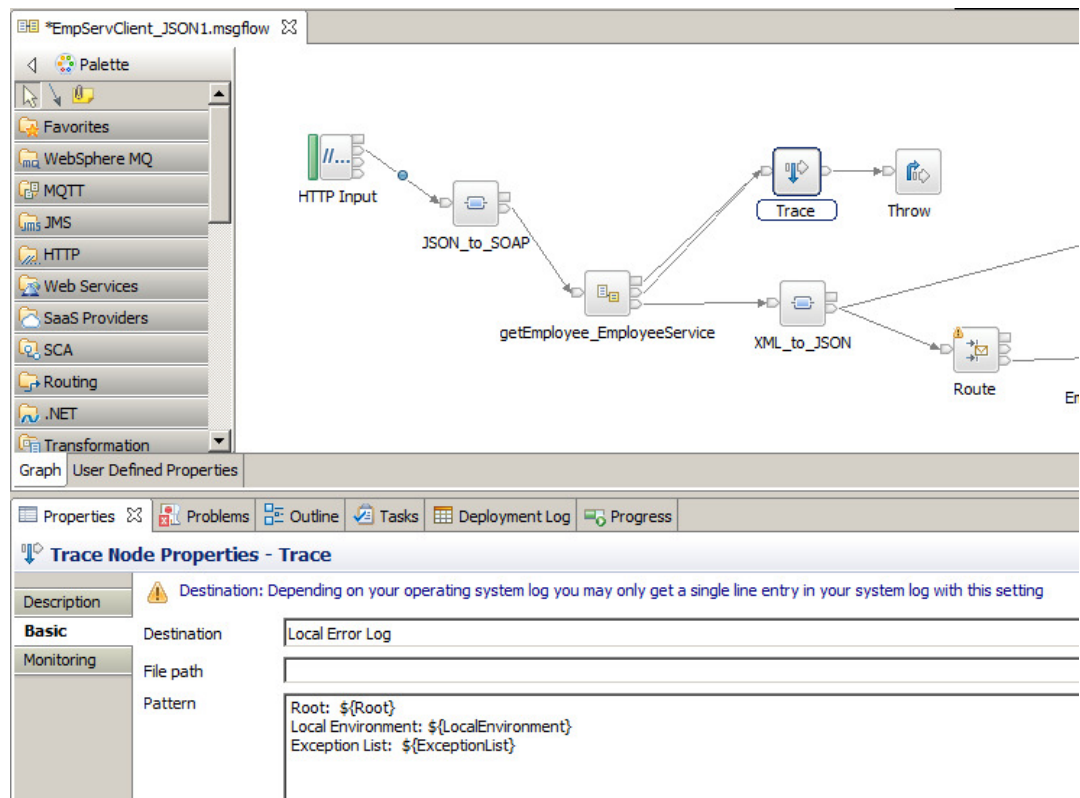 *EmpServClient_JSON1.msgflow
Palette
Favorites
WebSphere MQ
MQTT
JMS
HTTP
Web Services
SaaS Providers
SCA
Routing
.NET
Transformation
HTTP Input
JSON_to_SOAP
getEmployee_EmployeeService
Trace
Throw
XML_to_JSON
Route
Em
Graph
User Defined Properties
Properties
Problems
Outline
Tasks
Deployment Log
Progress
Trace Node Properties - Trace
Description
Basic
Monitoring
Destination: Depending on your operating system log you may only get a single line entry in your system log with this setting
Destination
Local Error Log
File path
Pattern
Root: ${Root}
Local Environment: ${LocalEnvironment}
Exception List: ${ExceptionList}